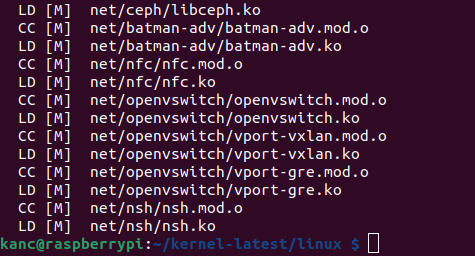 LD [M] net/ceph/libceph.ko
CC [M] net/batman-adv/batman-adv.mod.o
LD [M] net/batman-adv/batman-adv.ko
CC [M] net/nfc/nfc.mod.o
LD [M] net/nfc/nfc.ko
CC [M] net/openvswitch/openvswitch.mod.o
LD [M] net/openvswitch/openvswitch.ko
CC [M] net/openvswitch/vport-vxlan.mod.o
LD [M] net/openvswitch/vport-vxlan.ko
CC [M] net/openvswitch/vport-gre.mod.o
LD [M] net/openvswitch/vport-gre.ko
CC [M] net/nsh/nsh.mod.o
LD [M] net/nsh/nsh.ko
kanc@raspberrypi:~/kernel-latest/linux $